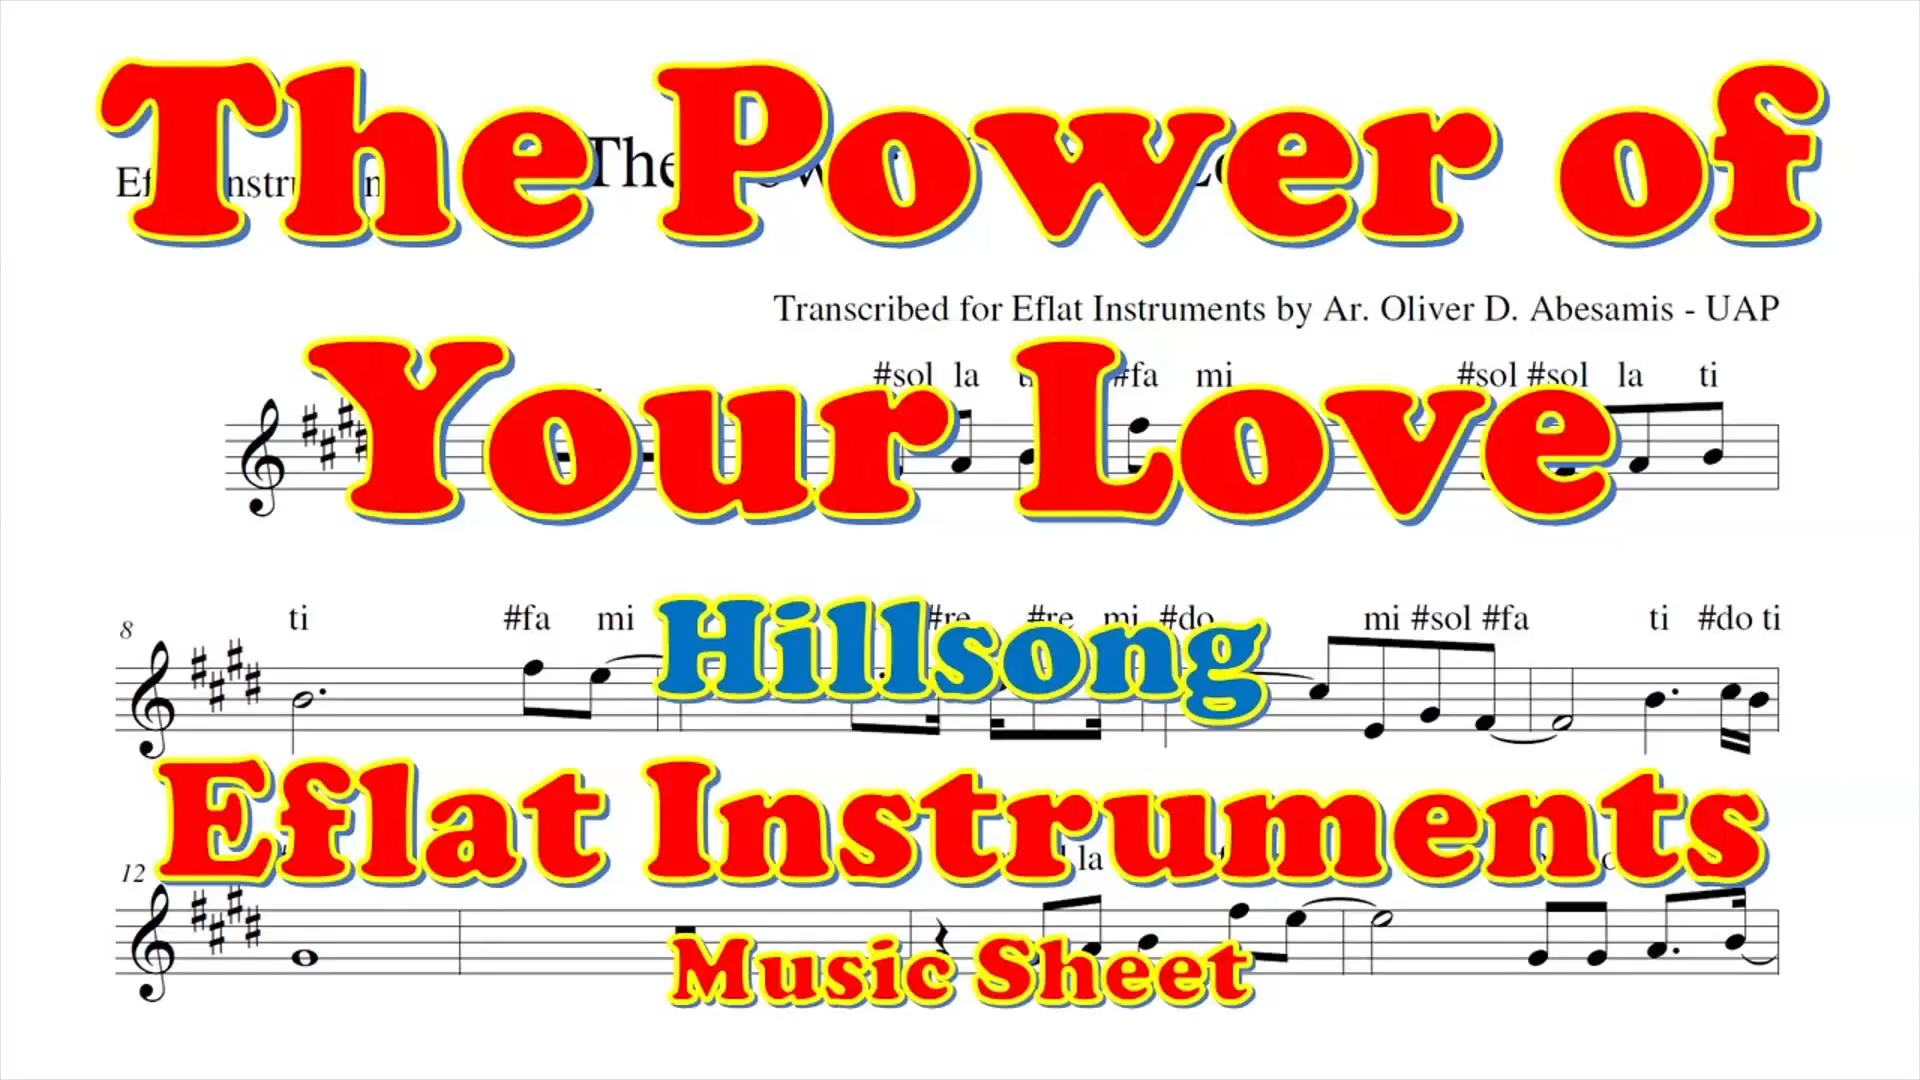 The Power of
The
Transcribed for Eflat Instruments by Ar. Oliver D. Abesamis - UAP
Your Love
#sol la #fa mi #sol #sol la ti
8
ti #fa mi #re #re mi #do mi #sol #fa ti #do ti
Hillsong
Eflat Instruments
12
la
Music Sheet